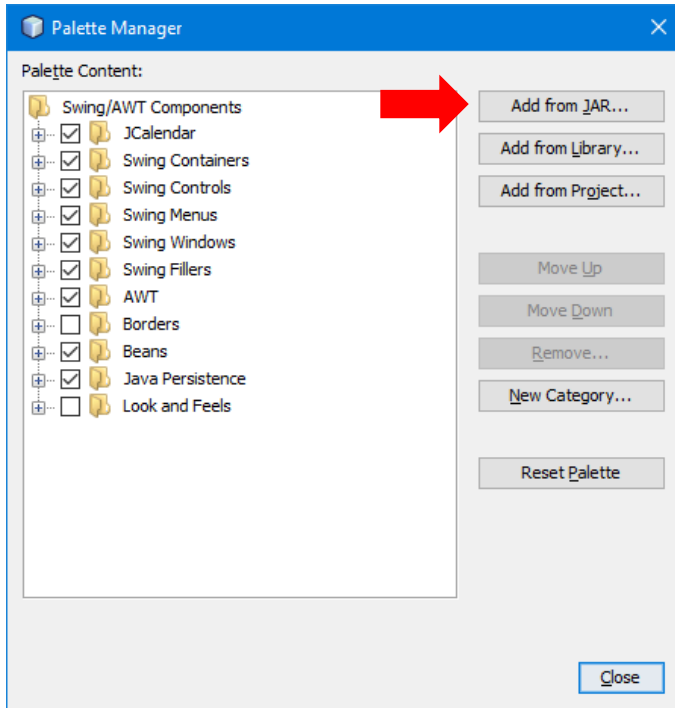 Palette Manager
Palette Content:
Swing/AWT Components
JCalendar
Swing Containers
Swing Controls
Swing Menus
Swing Windows
Swing Fillers
AWT
Borders
Beans
Java Persistence
Look and Feels
Add from JAR...
Add from Library...
Add from Project...
Move Up
Move Down
Remove...
New Category...
Reset Palette
Close